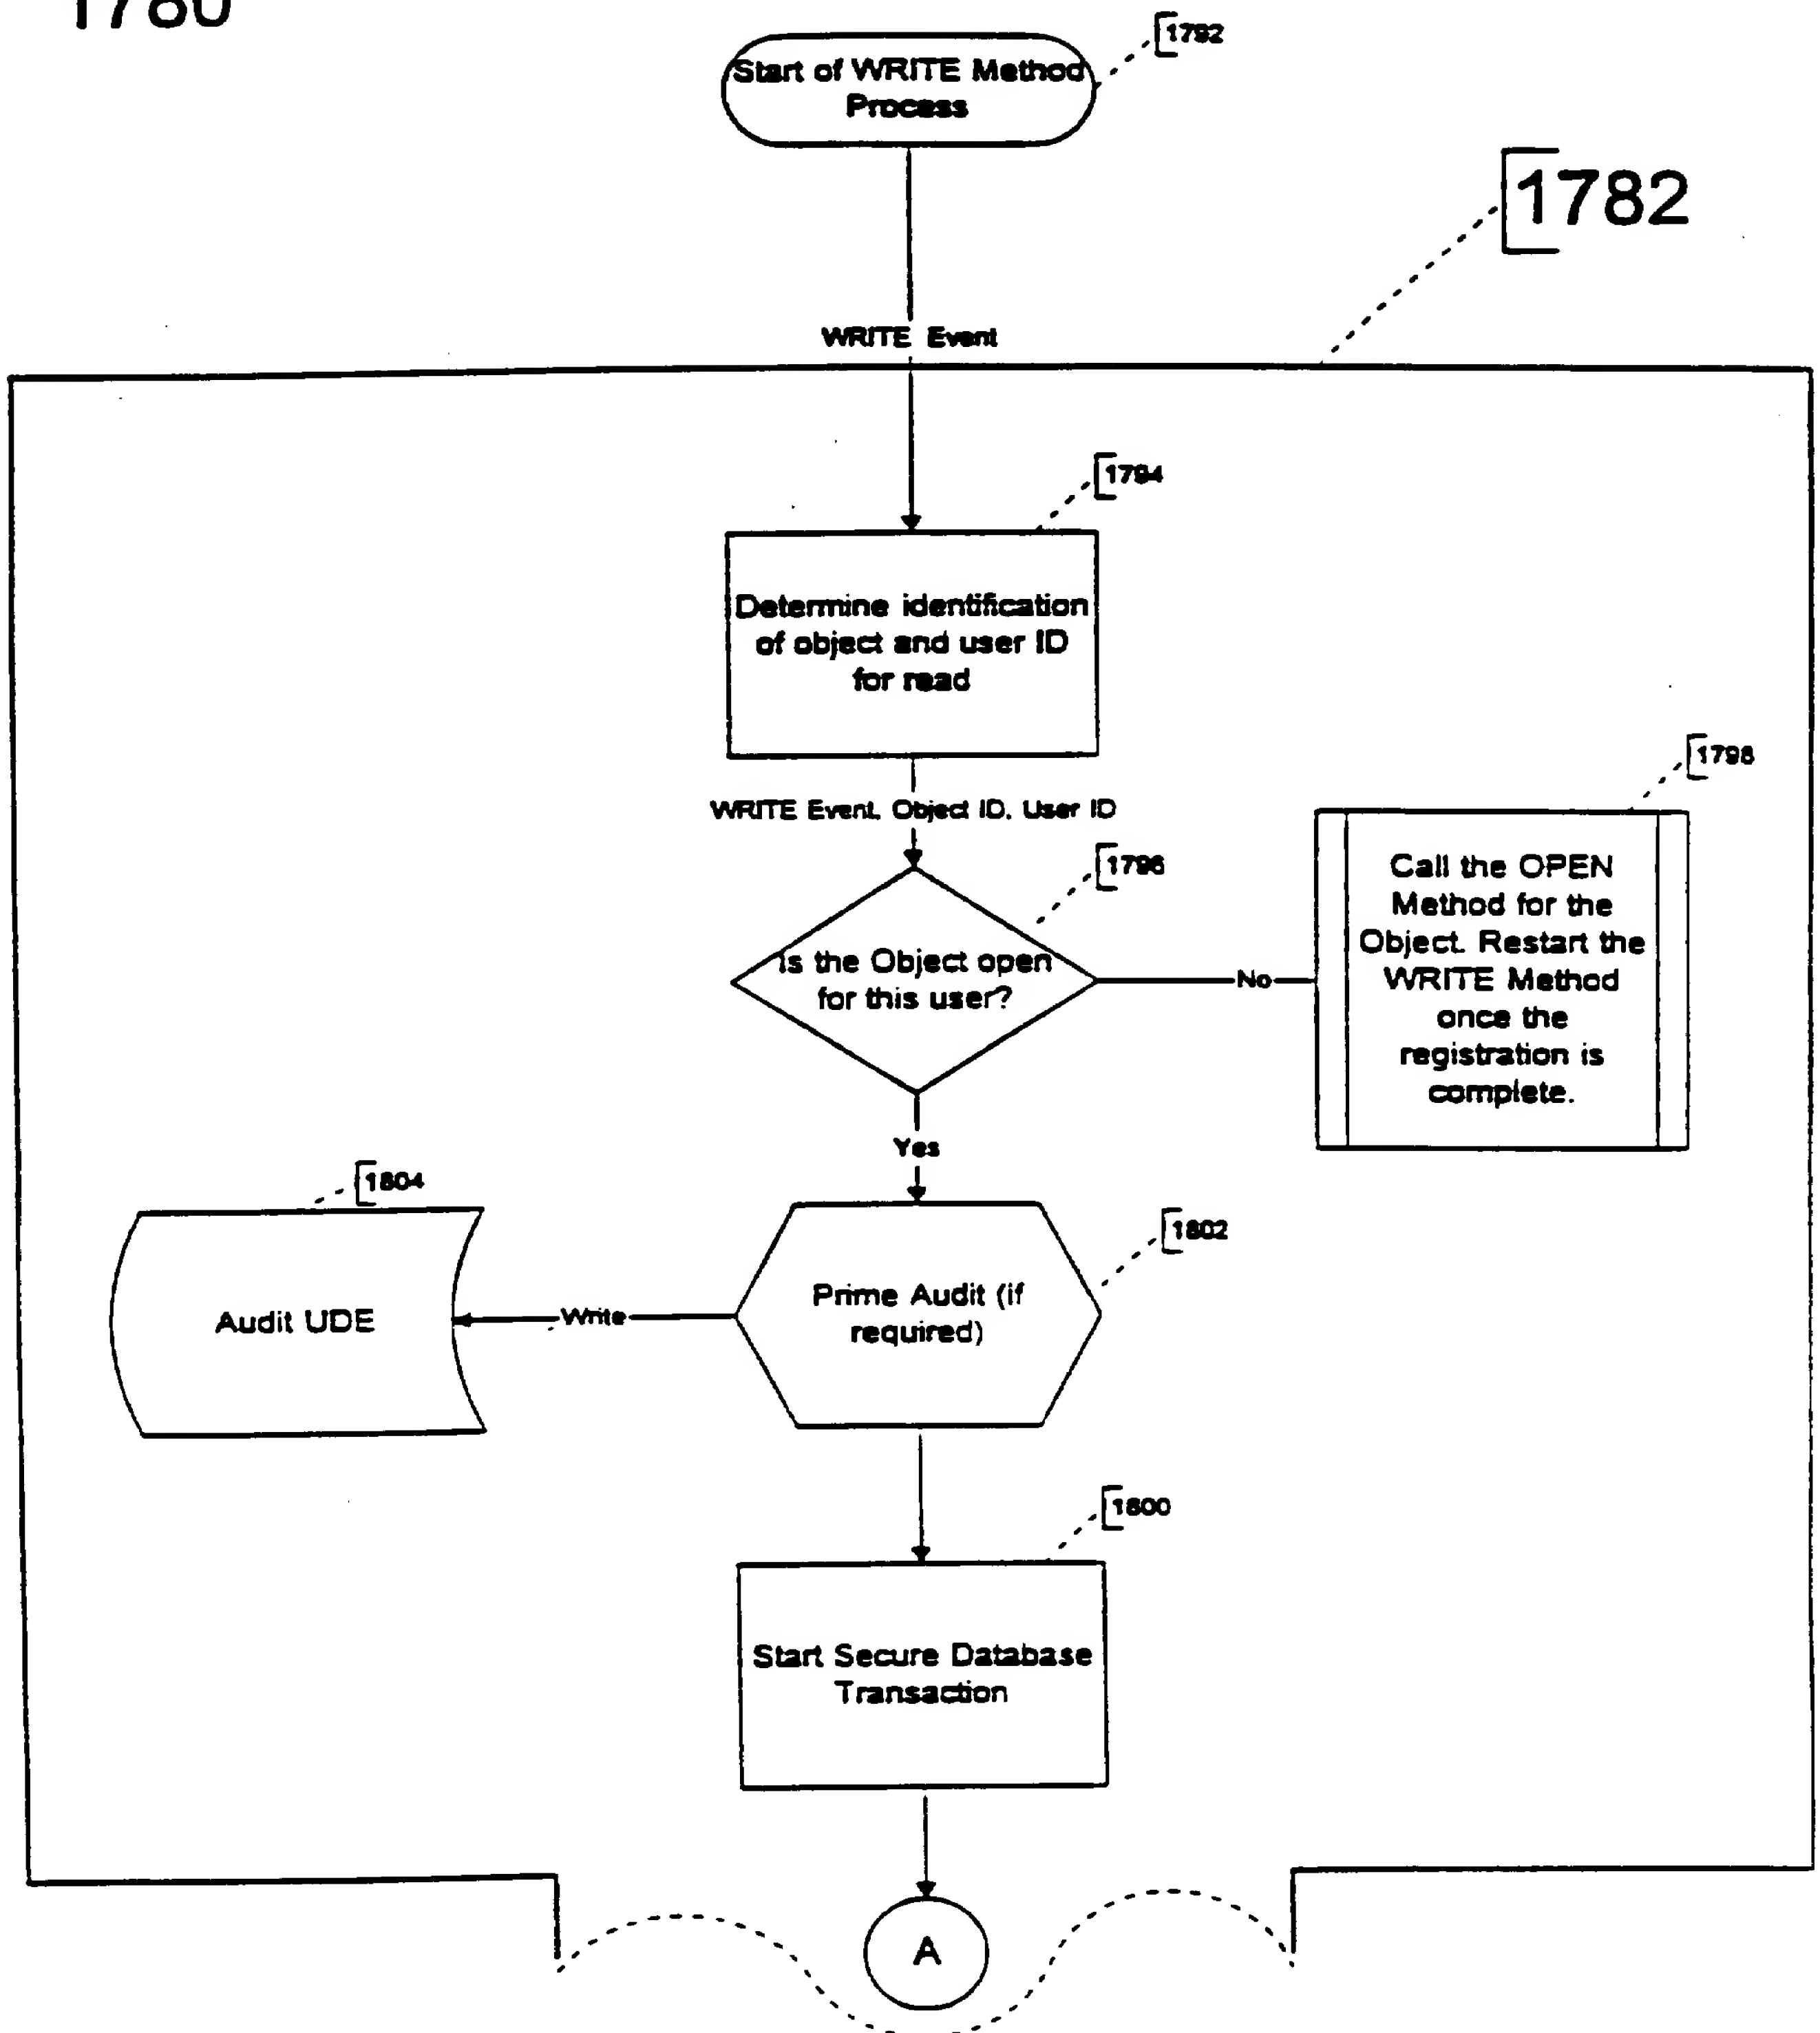 1780
1792
Start of WRITE Method
Process
1782
WRITE Event
1794
Determine identification
of object and user ID
for read
WRITE Event, Object ID, User ID
1796
Is the Object open
for this user?
No
1798
Call the OPEN
Method for the
Object. Restart the
WRITE Method
once the
registration is
complete.
Yes
1804
Audit UDE
Write
1802
Prime Audit (if
required)
1800
Start Secure Database
Transaction
A